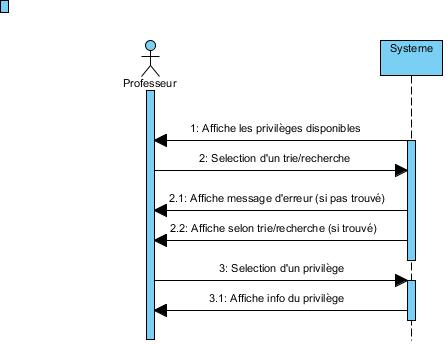 Systeme
Professeur
1: Affiche les privilèges disponibles
2: Selection d'un trie/recherche
2.1: Affiche message d'erreur (si pas trouvé)
2.2: Affiche selon trie/recherche (si trouvé)
3: Selection d'un privilège
3.1: Affiche info du privilège